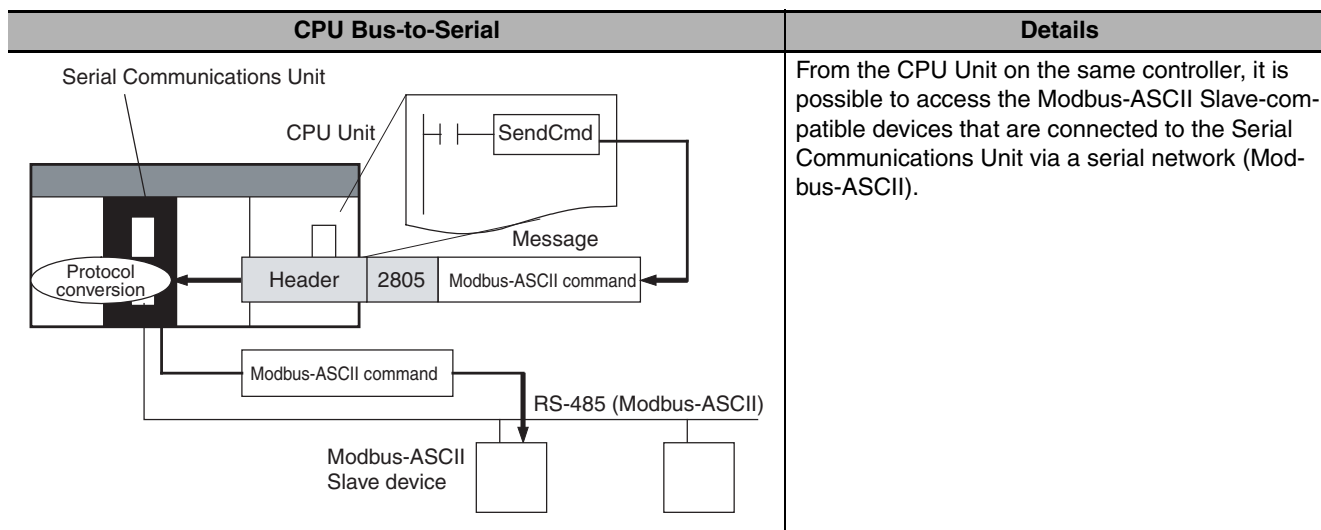 CPU Bus-to-Serial
Details
Serial Communications Unit
CPU Unit
SendCmd
Message
Protocol
conversion
Header
2805
Modbus-ASCII command
Modbus-ASCII command
RS-485 (Modbus-ASCII)
Modbus-ASCII
Slave device
From the CPU Unit on the same controller, it is
possible to access the Modbus-ASCII Slave-com-
patible devices that are connected to the Serial
Communications Unit via a serial network (Mod-
bus-ASCII).